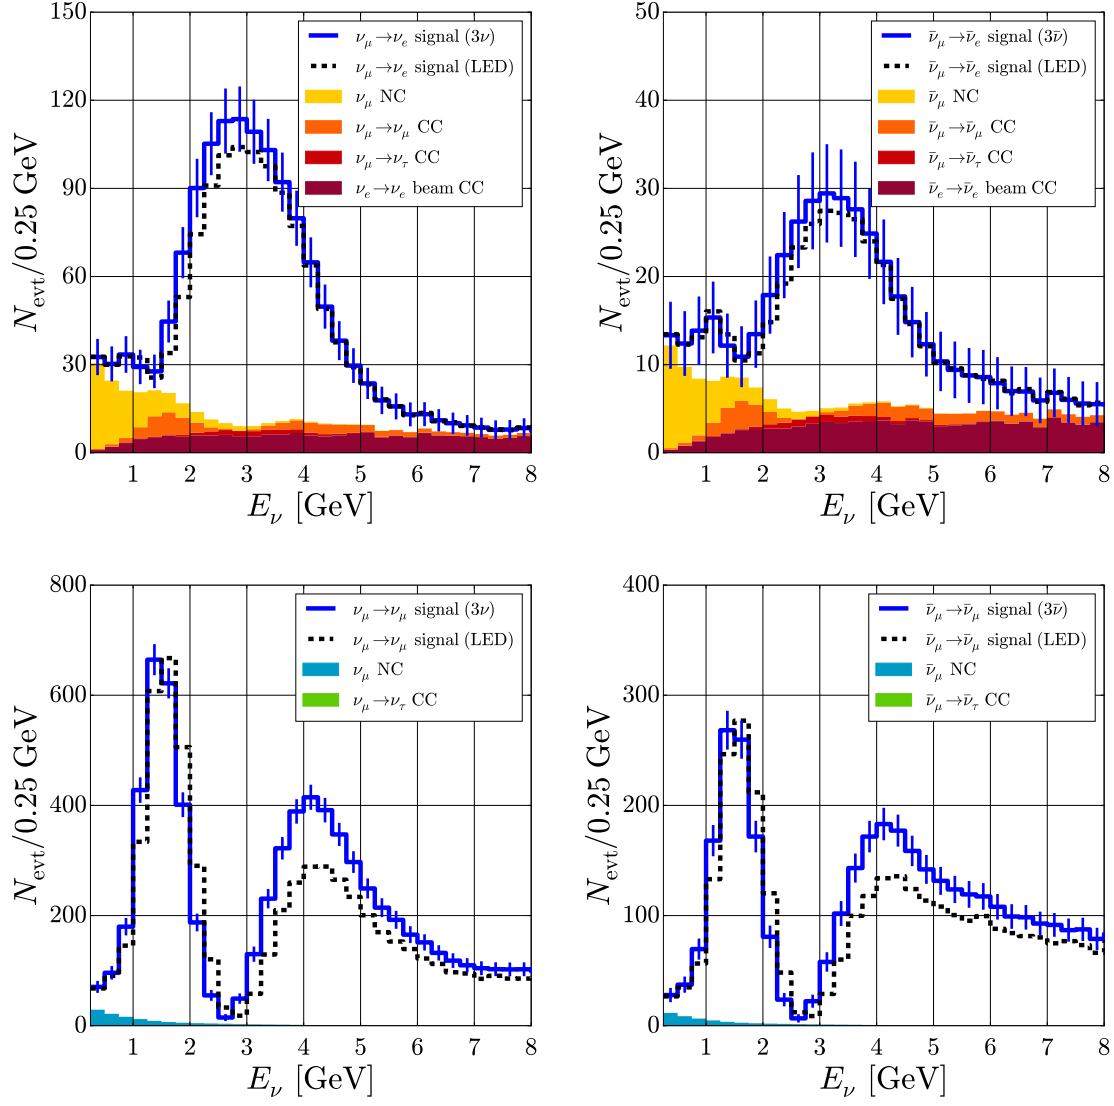 150
120
90
60
30
0
N_evt/0.25 GeV
ν_μ→ν_e signal (3ν)
ν_μ→ν_e signal (LED)
ν_μ NC
ν_μ→ν_μ CC
ν_μ→ν_τ CC
ν_e→ν_e beam CC
1 2 3 4 5 6 7 8
E_ν [GeV]
50
40
30
20
10
0
N_evt/0.25 GeV
ν̄_μ→ν̄_e signal (3ν̄)
ν̄_μ→ν̄_e signal (LED)
ν̄_μ NC
ν̄_μ→ν̄_μ CC
ν̄_μ→ν̄_τ CC
ν̄_e→ν̄_e beam CC
1 2 3 4 5 6 7 8
E_ν [GeV]
800
600
400
200
0
N_evt/0.25 GeV
ν_μ→ν_μ signal (3ν)
ν_μ→ν_μ signal (LED)
ν_μ NC
ν_μ→ν_τ CC
1 2 3 4 5 6 7 8
E_ν [GeV]
400
300
200
100
0
N_evt/0.25 GeV
ν̄_μ→ν̄_μ signal (3ν̄)
ν̄_μ→ν̄_μ signal (LED)
ν̄_μ NC
ν̄_μ→ν̄_τ CC
1 2 3 4 5 6 7 8
E_ν [GeV]